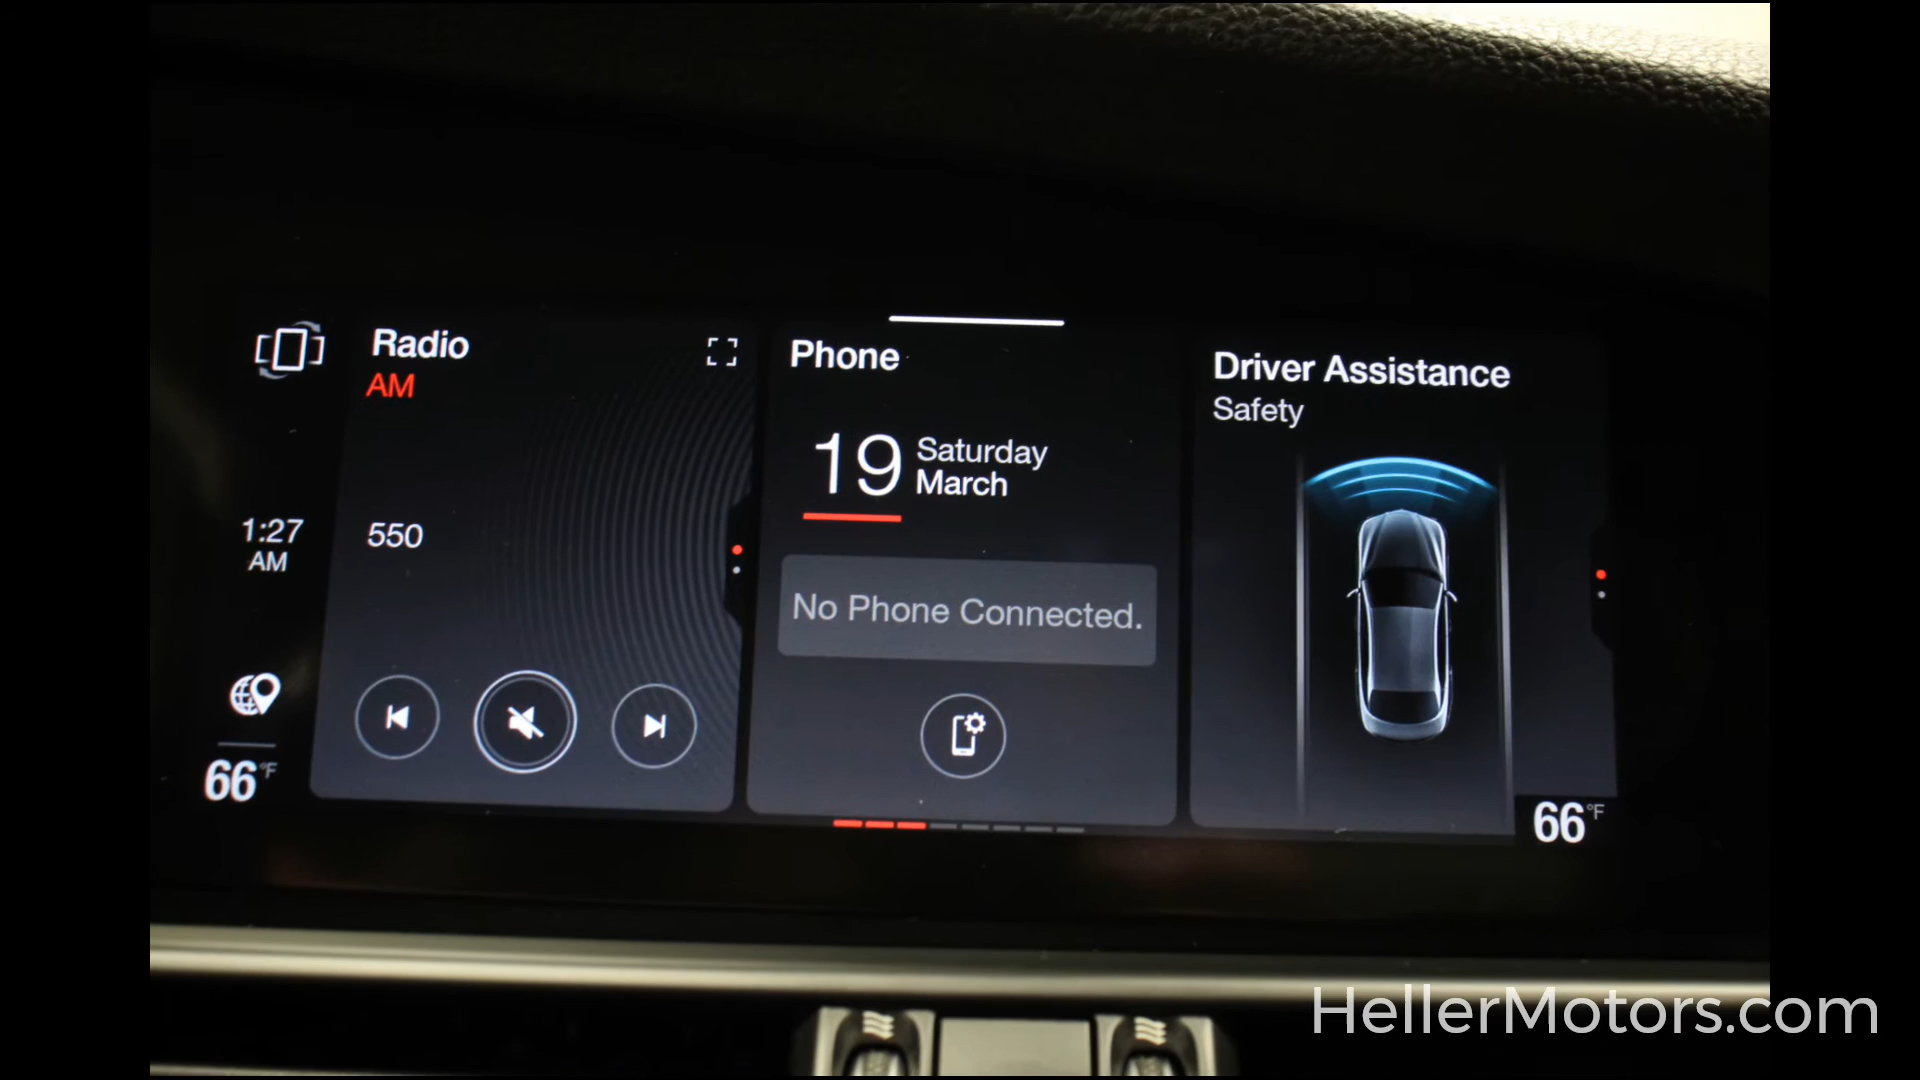 Radio
AM
550
1:27
AM
66°F
Phone
19
Saturday
March
No Phone Connected.
Driver Assistance
Safety
66°F
HellerMotors.com